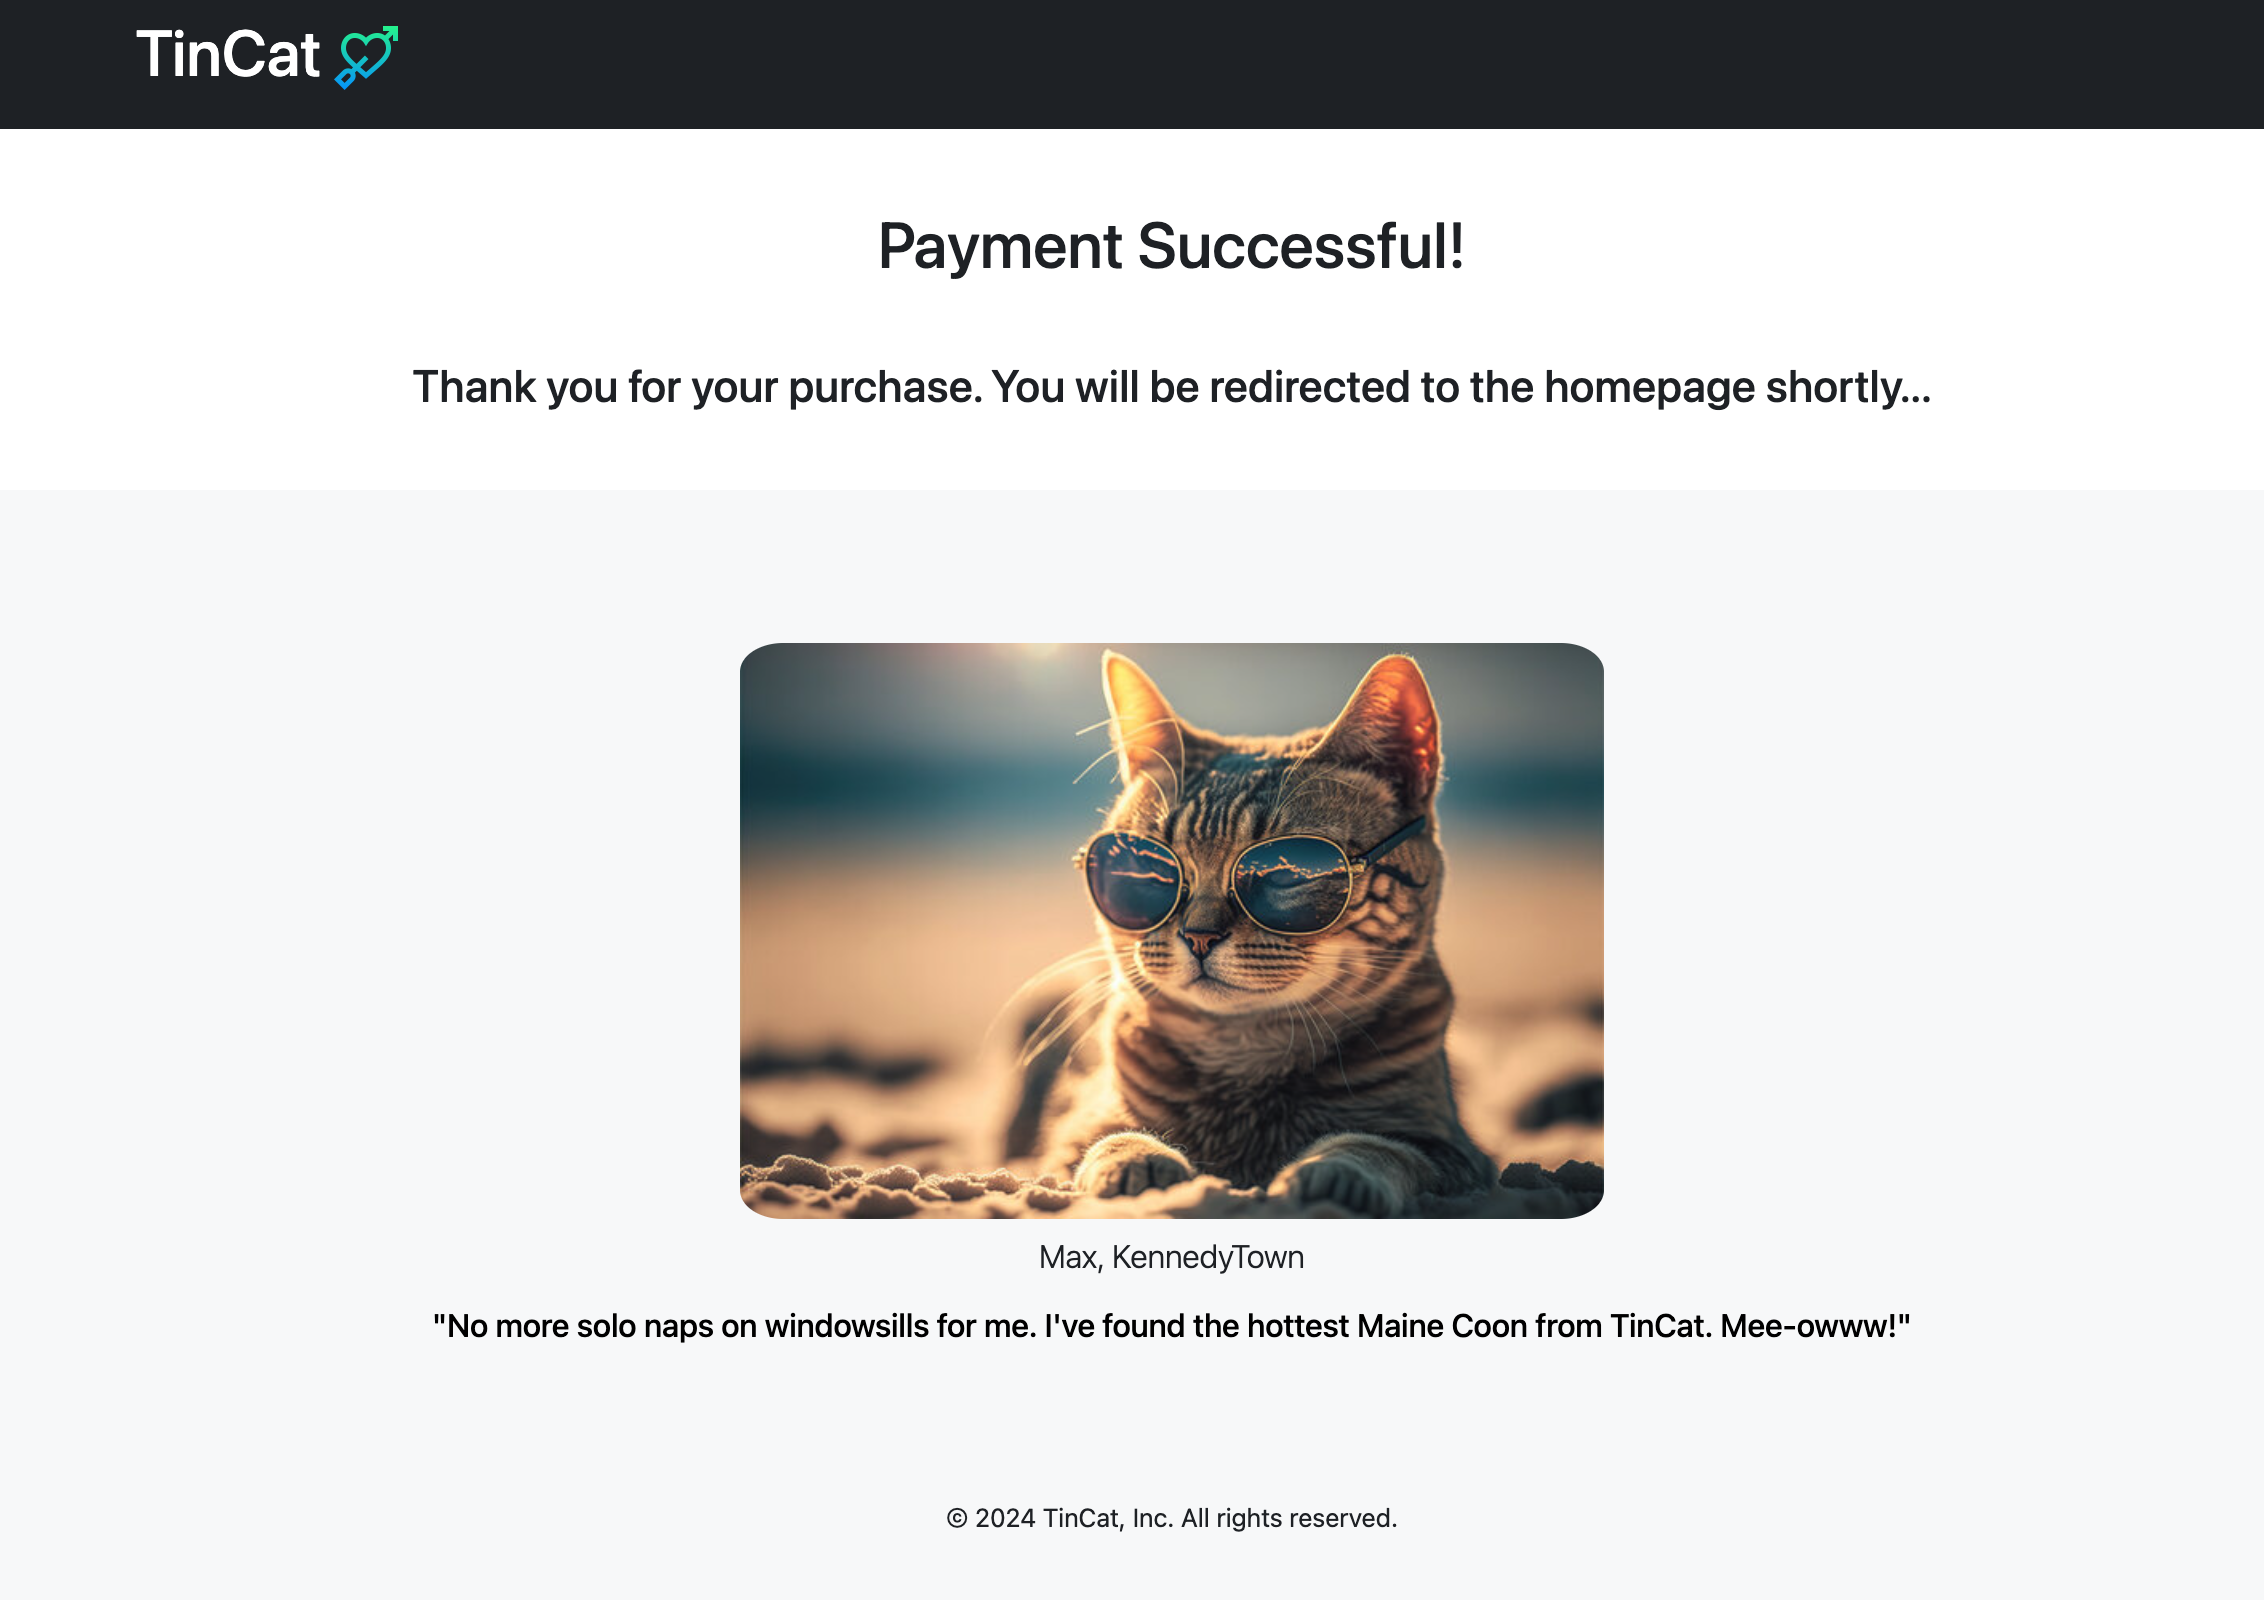 TinCat
Payment Successful!
Thank you for your purchase. You will be redirected to the homepage shortly...
Max, KennedyTown
"No more solo naps on windowsills for me. I've found the hottest Maine Coon from TinCat. Mee-owww!"
© 2024 TinCat, Inc. All rights reserved.